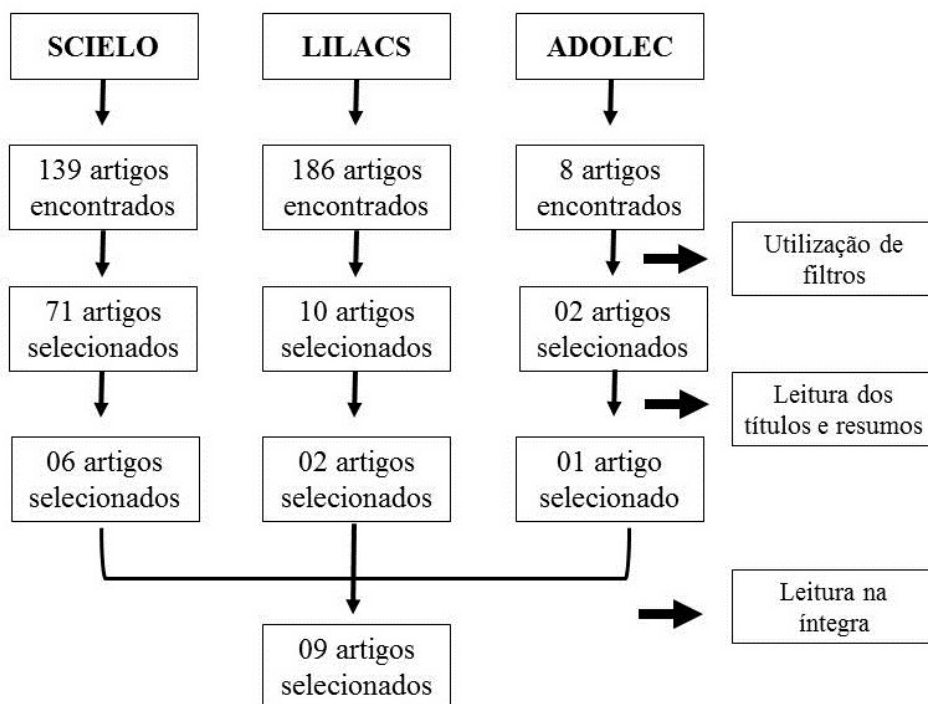 SCIELO
LILACS
ADOLEC
139 artigos
encontrados
186 artigos
encontrados
8 artigos
encontrados
Utilização de
filtros
71 artigos
selecionados
10 artigos
selecionados
02 artigos
selecionados
Leitura dos
títulos e resumos
06 artigos
selecionados
02 artigos
selecionados
01 artigo
selecionado
Leitura na
íntegra
09 artigos
selecionados